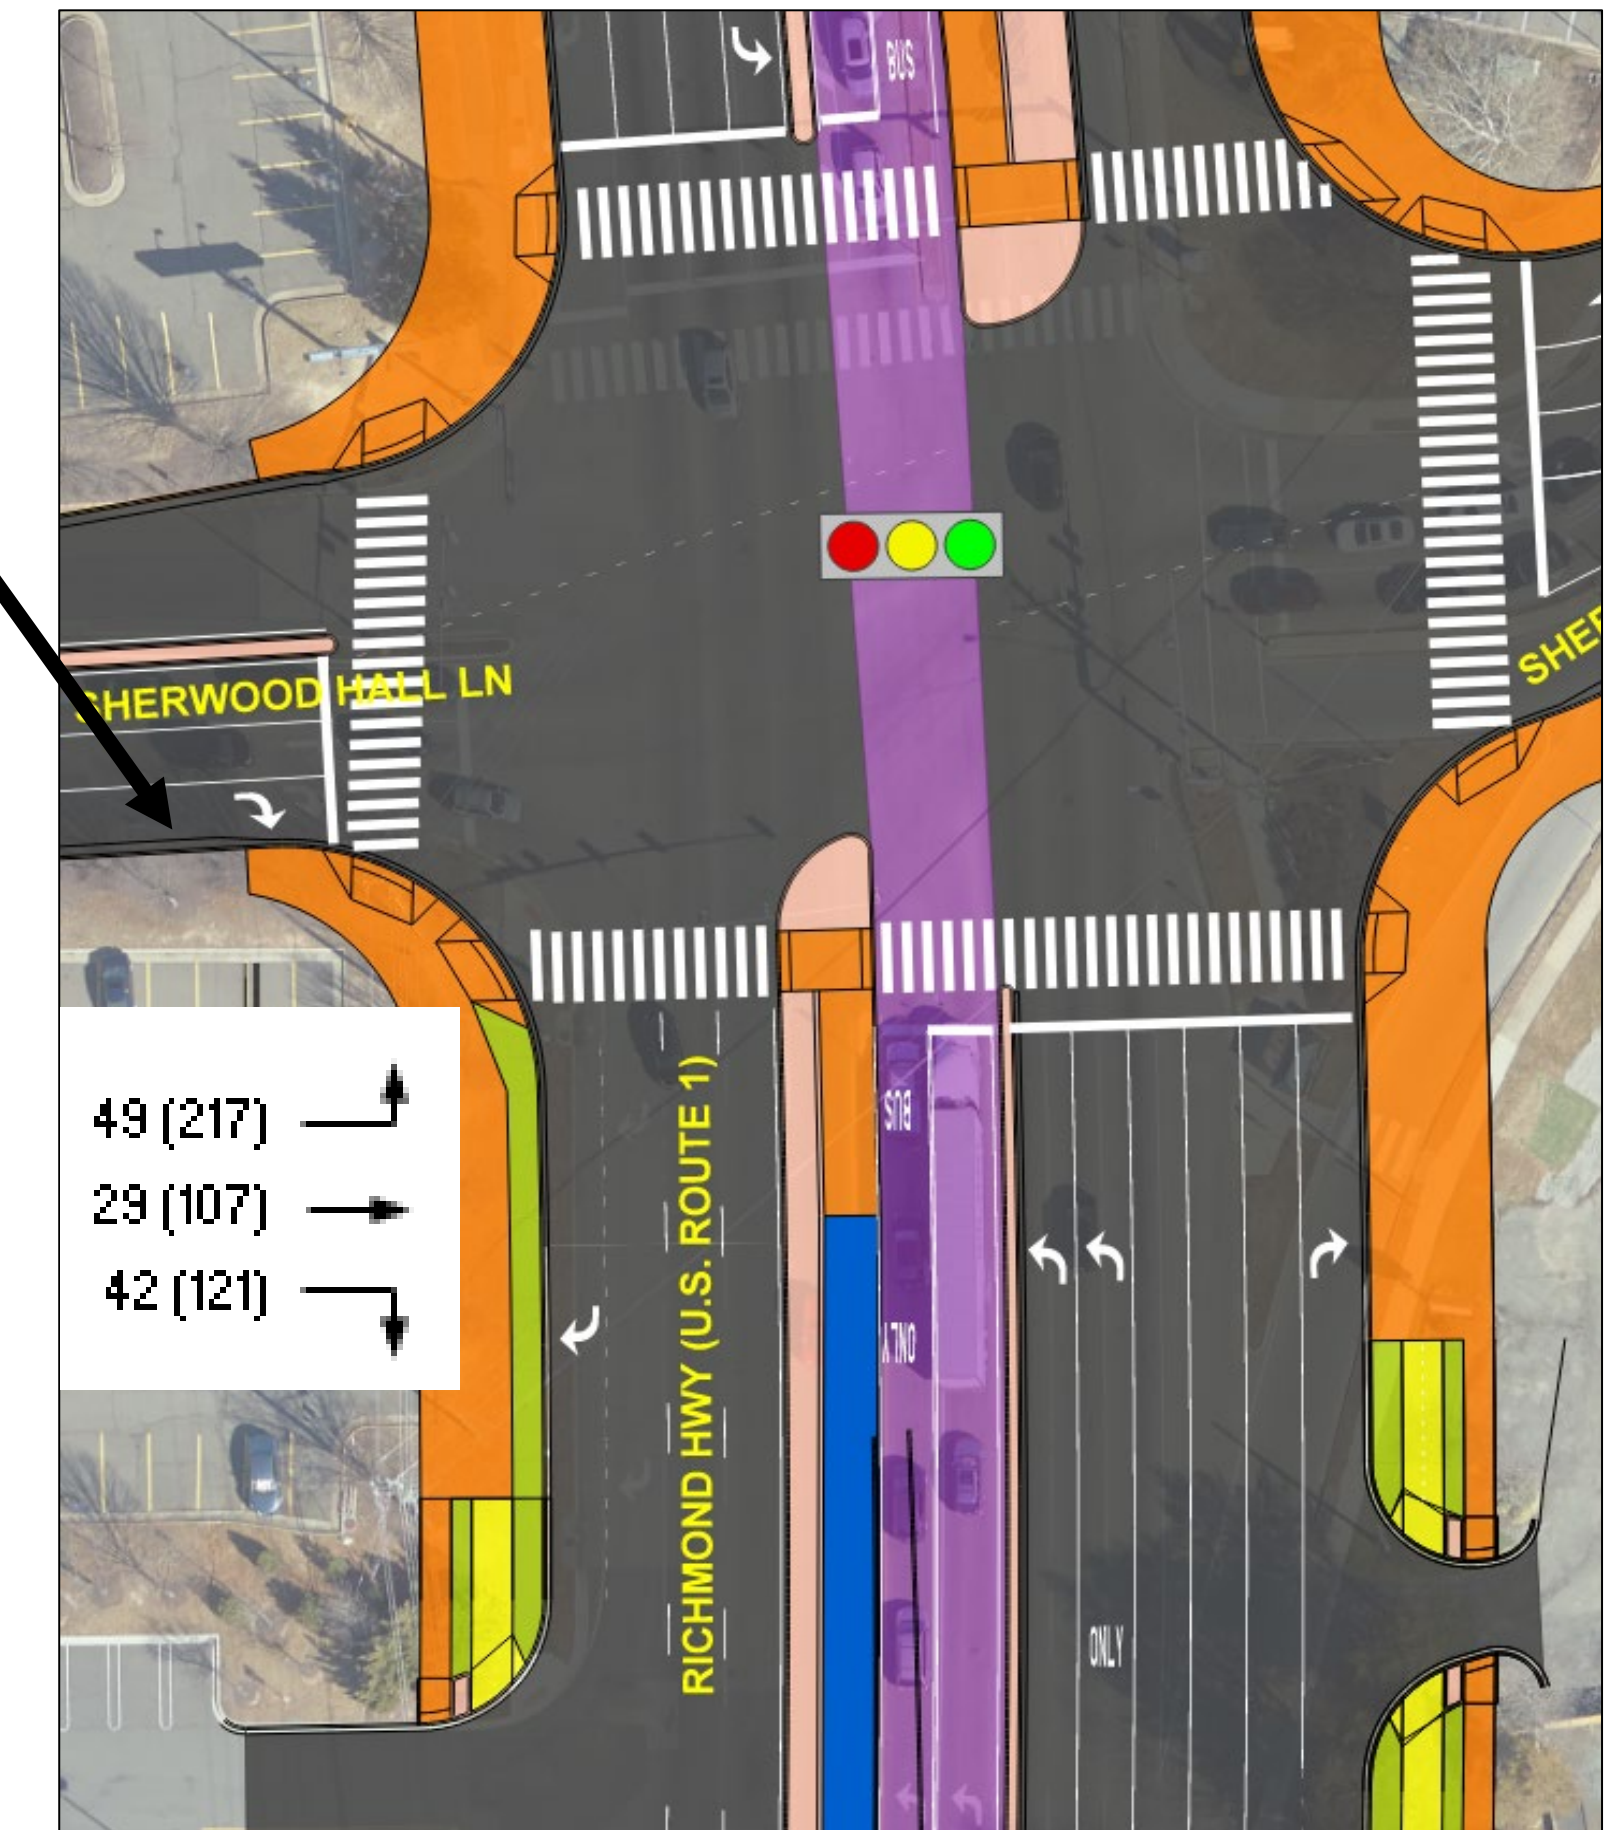 BUS
SHERWOOD HALL LN
SHE
49 (217)
29 (107)
42 (121)
RICHMOND HWY (U.S. ROUTE 1)
BUS
ONLY
ONLY